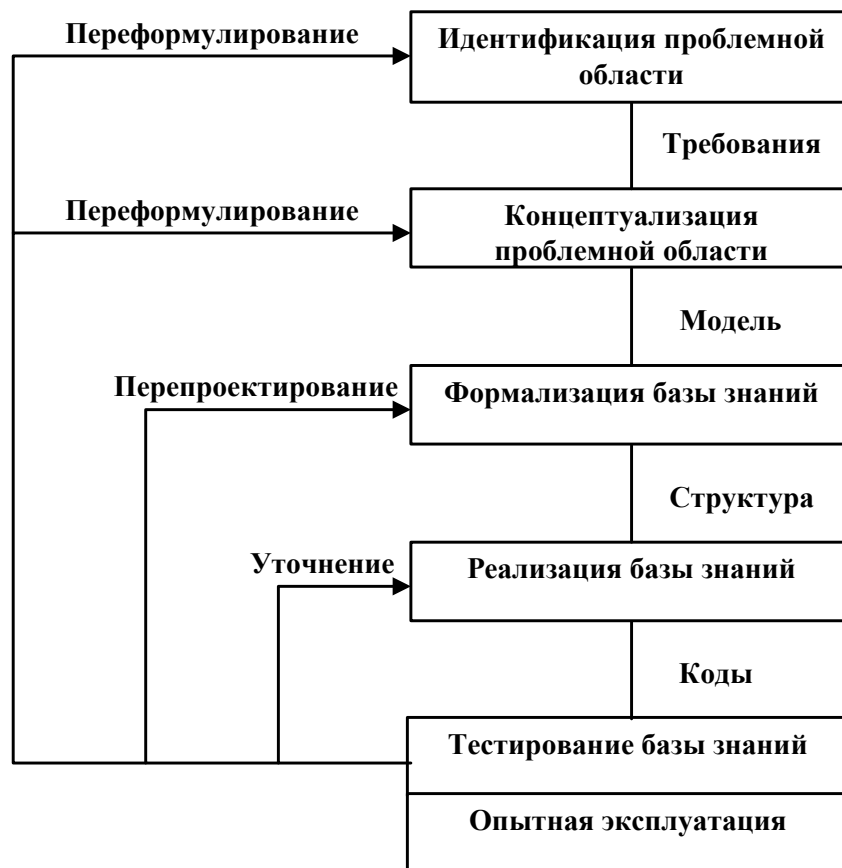 Переформулирование
Идентификация проблемной
области
Требования
Переформулирование
Концептуализация
проблемной области
Модель
Перепроектирование
Формализация базы знаний
Структура
Уточнение
Реализация базы знаний
Коды
Тестирование базы знаний
Опытная эксплуатация